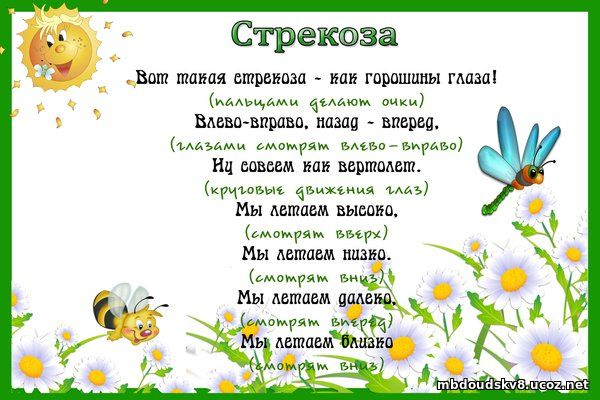 Стрекоза
Вот такая стрекоза - как горошины глаза!
(пальцами делают очки)
Влево-вправо, назад - вперед,
(глазами смотрят влево-вправо)
Ну совсем как вертолет.
(круговые движения глаз)
Мы летаем высоко,
(смотрят вверх)
Мы летаем низко.
(смотрят вниз)
Мы летаем далеко,
(смотрят вперед)
Мы летаем близко
(смотрят вниз)
mbdoudskv8.ucoz.net